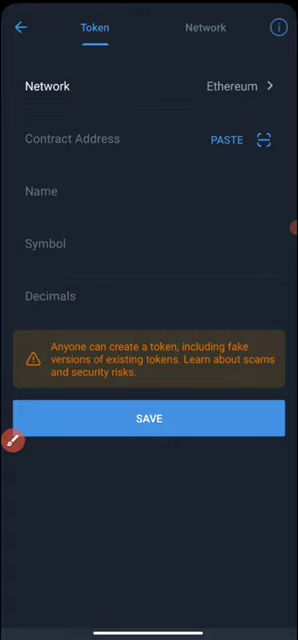 Token Network
Network Ethereum
Contract Address PASTE
Name
Symbol
Decimals
Anyone can create a token, including fake
versions of existing tokens. Learn about scams
and security risks.
SAVE